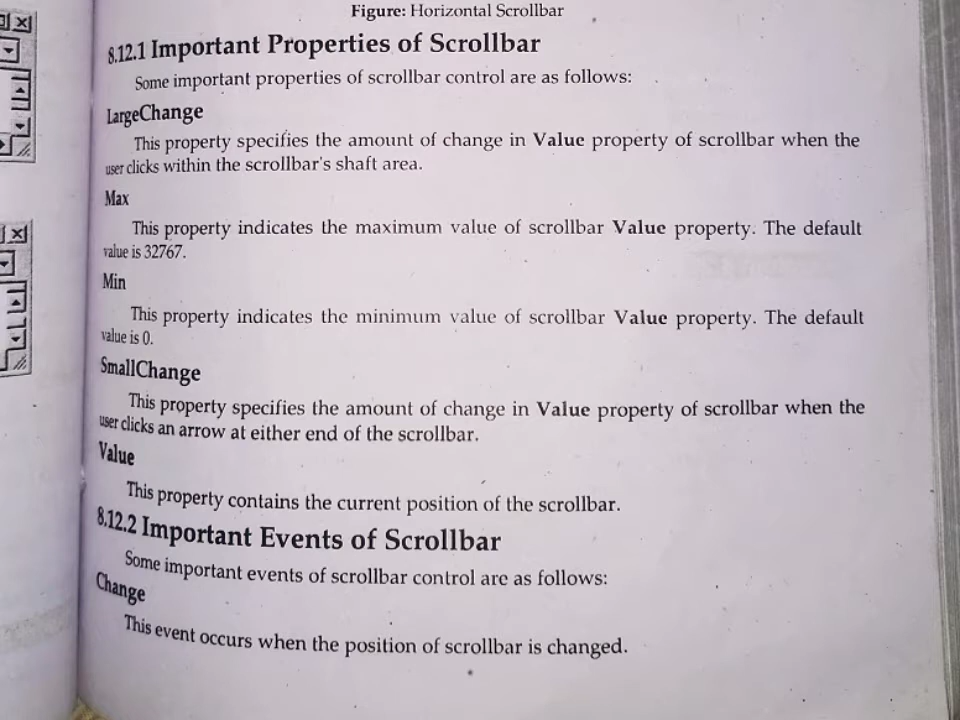 Figure: Horizontal Scrollbar
8.12.1 Important Properties of Scrollbar
Some important properties of scrollbar control are as follows:
LargeChange
This property specifies the amount of change in Value property of scrollbar when the
user clicks within the scrollbar's shaft area.
Max
This property indicates the maximum value of scrollbar Value property. The default
value is 32767.
Min
This property indicates the minimum value of scrollbar Value property. The default
value is 0.
SmallChange
This property specifies the amount of change in Value property of scrollbar when the
user clicks an arrow at either end of the scrollbar.
Value
This property contains the current position of the scrollbar.
8.12.2 Important Events of Scrollbar
Some important events of scrollbar control are as follows:
Change
This event occurs when the position of scrollbar is changed.